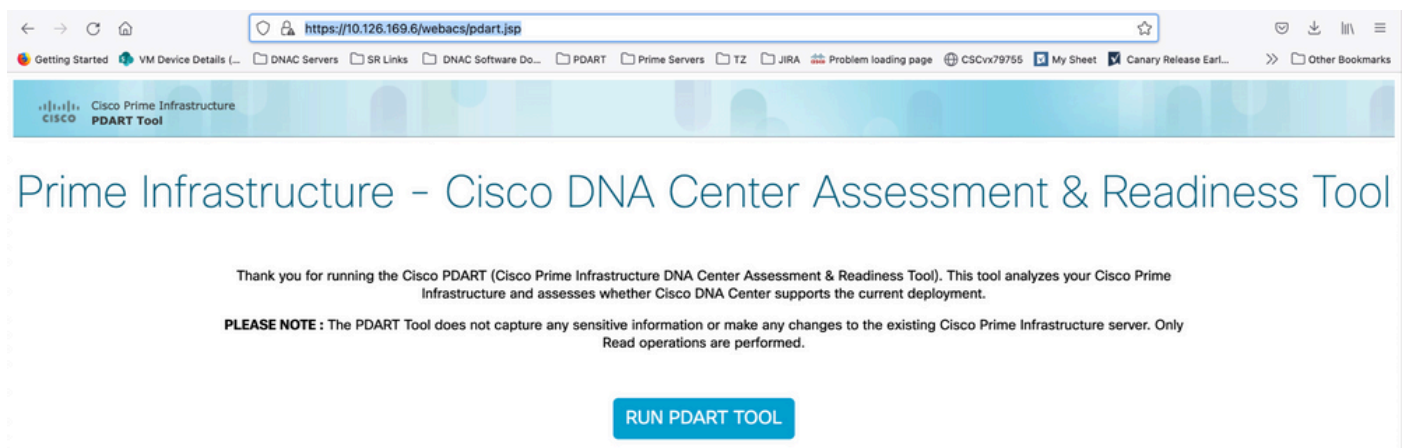 https://10.126.169.6/webacs/pdart.jsp
Getting Started VM Device Details (... DNAC Servers SR Links DNAC Software Do... PDART Prime Servers TZ JIRA Problem loading page CSCvx79755 My Sheet Canary Release Earl... Other Bookmarks
cisco Cisco Prime Infrastructure
PDART Tool
Prime Infrastructure - Cisco DNA Center Assessment & Readiness Tool
Thank you for running the Cisco PDART (Cisco Prime Infrastructure DNA Center Assessment & Readiness Tool). This tool analyzes your Cisco Prime
Infrastructure and assesses whether Cisco DNA Center supports the current deployment.
PLEASE NOTE : The PDART Tool does not capture any sensitive information or make any changes to the existing Cisco Prime Infrastructure server. Only
Read operations are performed.
RUN PDART TOOL